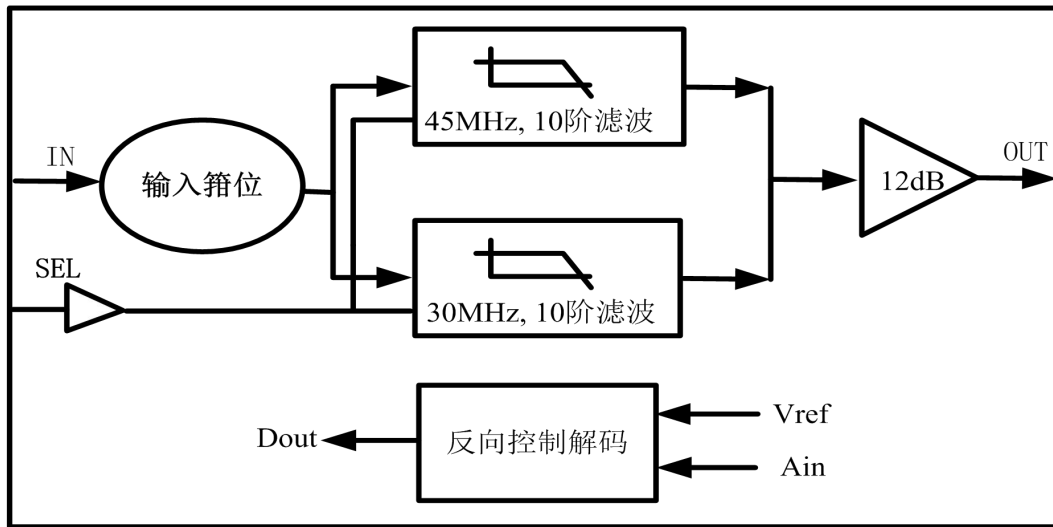 45MHz, 10阶滤波
IN
输入箝位
12dB
OUT
SEL
30MHz, 10阶滤波
Dout
反向控制解码
Vref
Ain